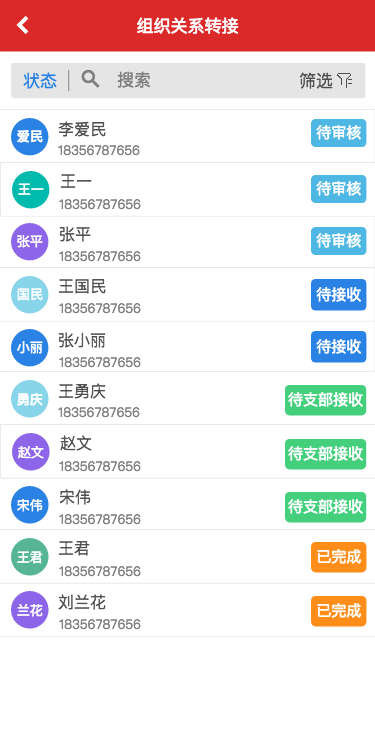 组织关系转接
状态 搜索 筛选
爱民 李爱民 待审核
18356787656
王一 王一 待审核
18356787656
张平 张平 待审核
18356787656
国民 王国民 待接收
18356787656
小丽 张小丽 待接收
18356787656
勇庆 王勇庆 待支部接收
18356787656
赵文 赵文 待支部接收
18356787656
宋伟 宋伟 待支部接收
18356787656
王君 王君 已完成
18356787656
兰花 刘兰花 已完成
18356787656